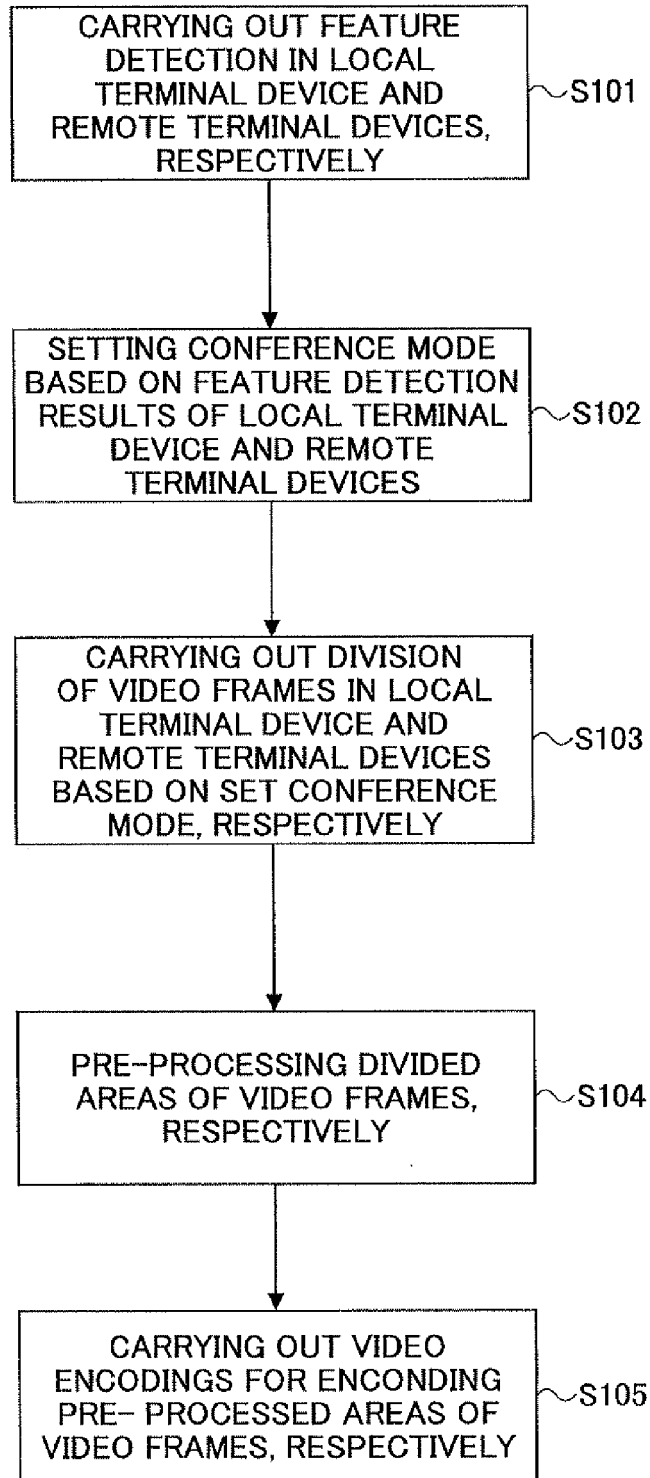 CARRYING OUT FEATURE
DETECTION IN LOCAL
TERMINAL DEVICE AND
REMOTE TERMINAL DEVICES,
RESPECTIVELY
S101
SETTING CONFERENCE MODE
BASED ON FEATURE DETECTION
RESULTS OF LOCAL TERMINAL
DEVICE AND REMOTE
TERMINAL DEVICES
S102
CARRYING OUT DIVISION
OF VIDEO FRAMES IN LOCAL
TERMINAL DEVICE AND
REMOTE TERMINAL DEVICES
BASED ON SET CONFERENCE
MODE, RESPECTIVELY
S103
PRE-PROCESSING DIVIDED
AREAS OF VIDEO FRAMES,
RESPECTIVELY
S104
CARRYING OUT VIDEO
ENCODINGS FOR ENCONDING
PRE- PROCESSED AREAS OF
VIDEO FRAMES, RESPECTIVELY
S105